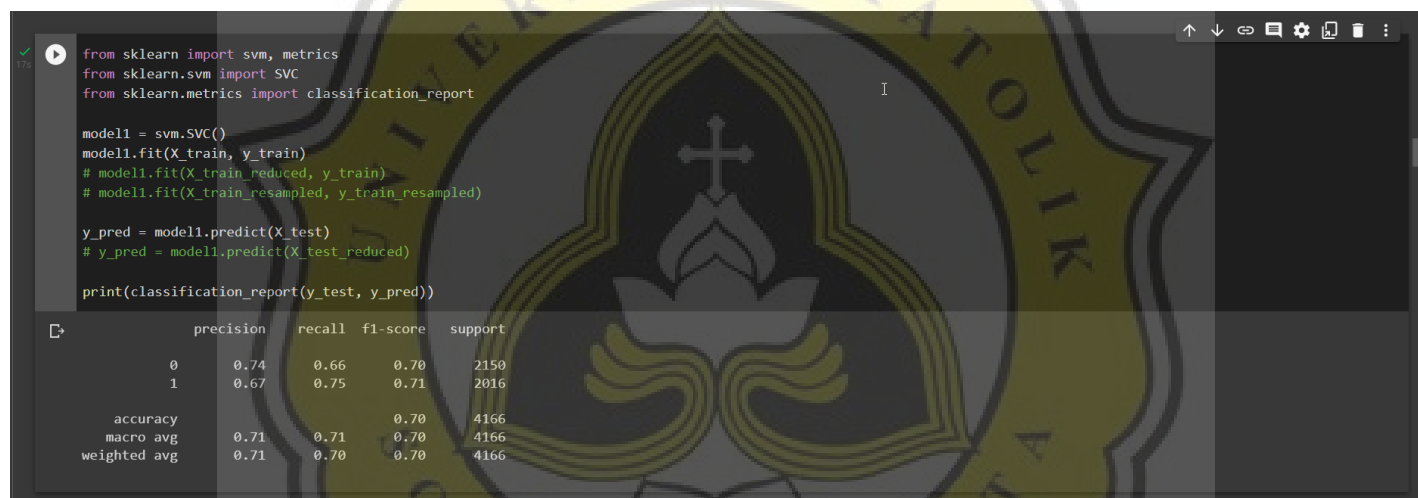 from sklearn import svm, metrics
from sklearn.svm import SVC
from sklearn.metrics import classification_report
model1 = svm.SVC()
model1.fit(X_train, y_train)
# model1.fit(X_train_reduced, y_train)
# model1.fit(X_train_resampled, y_train_resampled)
y_pred = model1.predict(X_test)
# y_pred = model1.predict(X_test_reduced)
print(classification_report(y_test, y_pred))
17s
precision recall f1-score support
0 0.74 0.66 0.70 2150
1 0.67 0.75 0.71 2016
accuracy 0.70 4166
macro avg 0.71 0.71 0.70 4166
weighted avg 0.71 0.70 0.70 4166